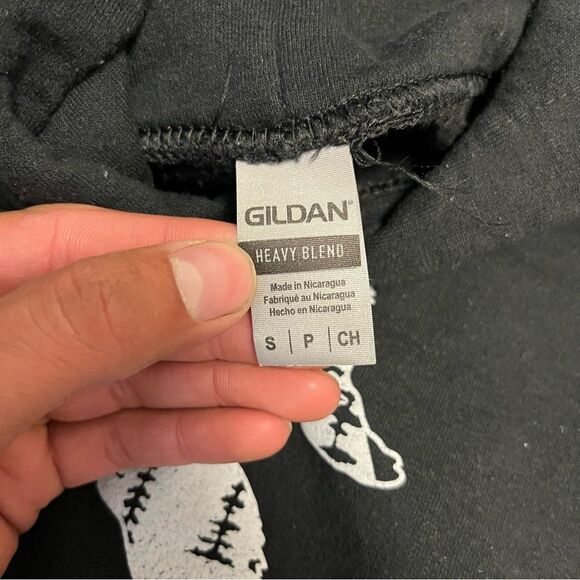 GILDAN
HEAVY BLEND
Made in Nicaragua
Fabriqué au Nicaragua
Hecho en Nicaragua
S | P | CH